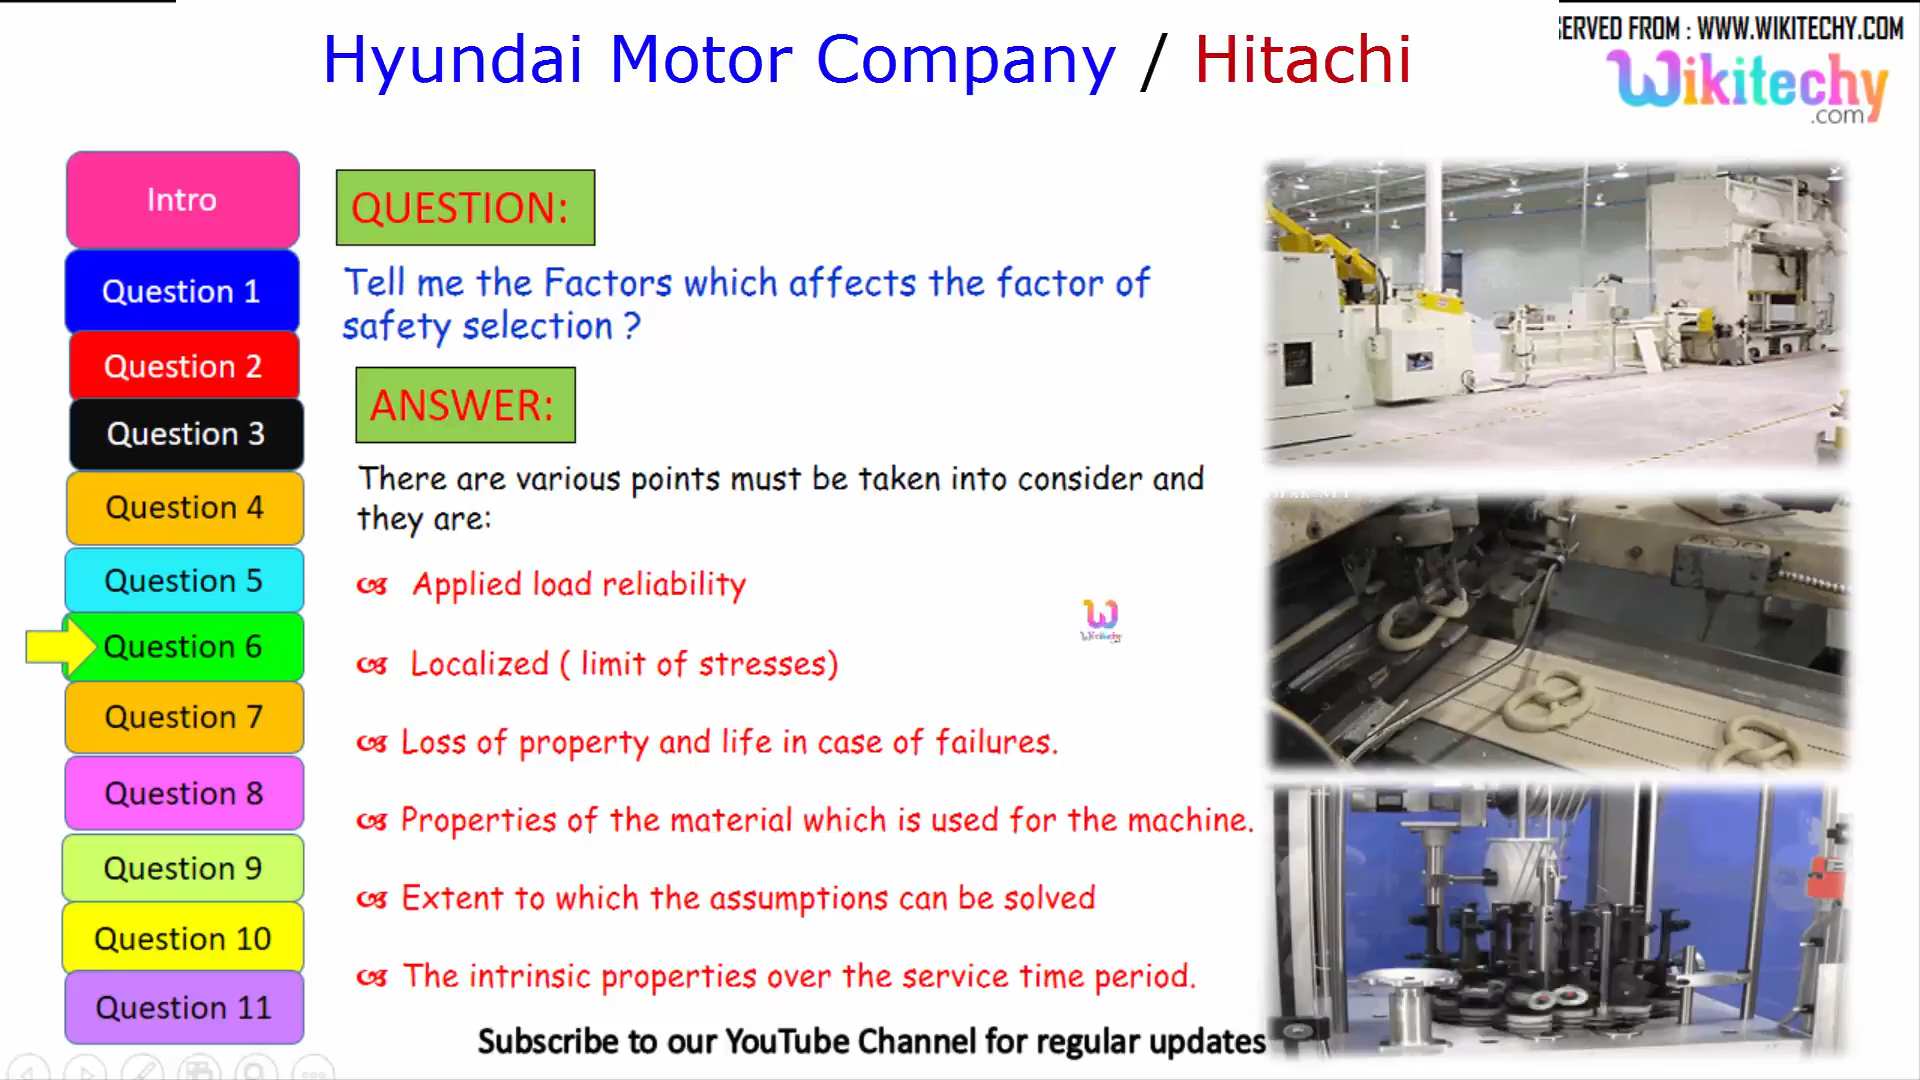 Hyundai Motor Company / Hitachi
SERVED FROM : WWW.WIKITECHY.COM
Wikitechy
.com
Intro
Question 1
Question 2
Question 3
Question 4
Question 5
Question 6
Question 7
Question 8
Question 9
Question 10
Question 11
QUESTION:
Tell me the Factors which affects the factor of
safety selection ?
ANSWER:
There are various points must be taken into consider and
they are:
Applied load reliability
Localized ( limit of stresses)
Loss of property and life in case of failures.
Properties of the material which is used for the machine.
Extent to which the assumptions can be solved
The intrinsic properties over the service time period.
W
Wikitechy
Subscribe to our YouTube Channel for regular updates